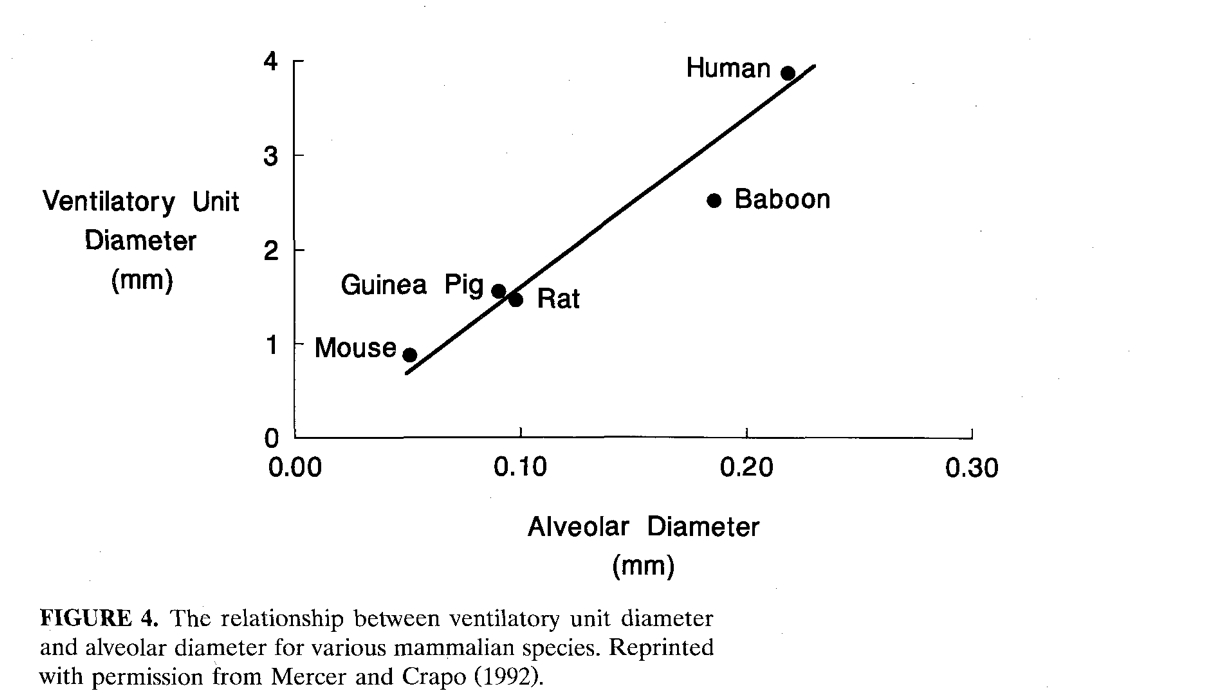 4
Human
3
Ventilatory Unit
Diameter
(mm)
Baboon
2
Guinea Pig
Rat
1
Mouse
0
0.00 0.10 0.20 0.30
Alveolar Diameter
(mm)
FIGURE 4. The relationship between ventilatory unit diameter
and alveolar diameter for various mammalian species. Reprinted
with permission from Mercer and Crapo (1992).